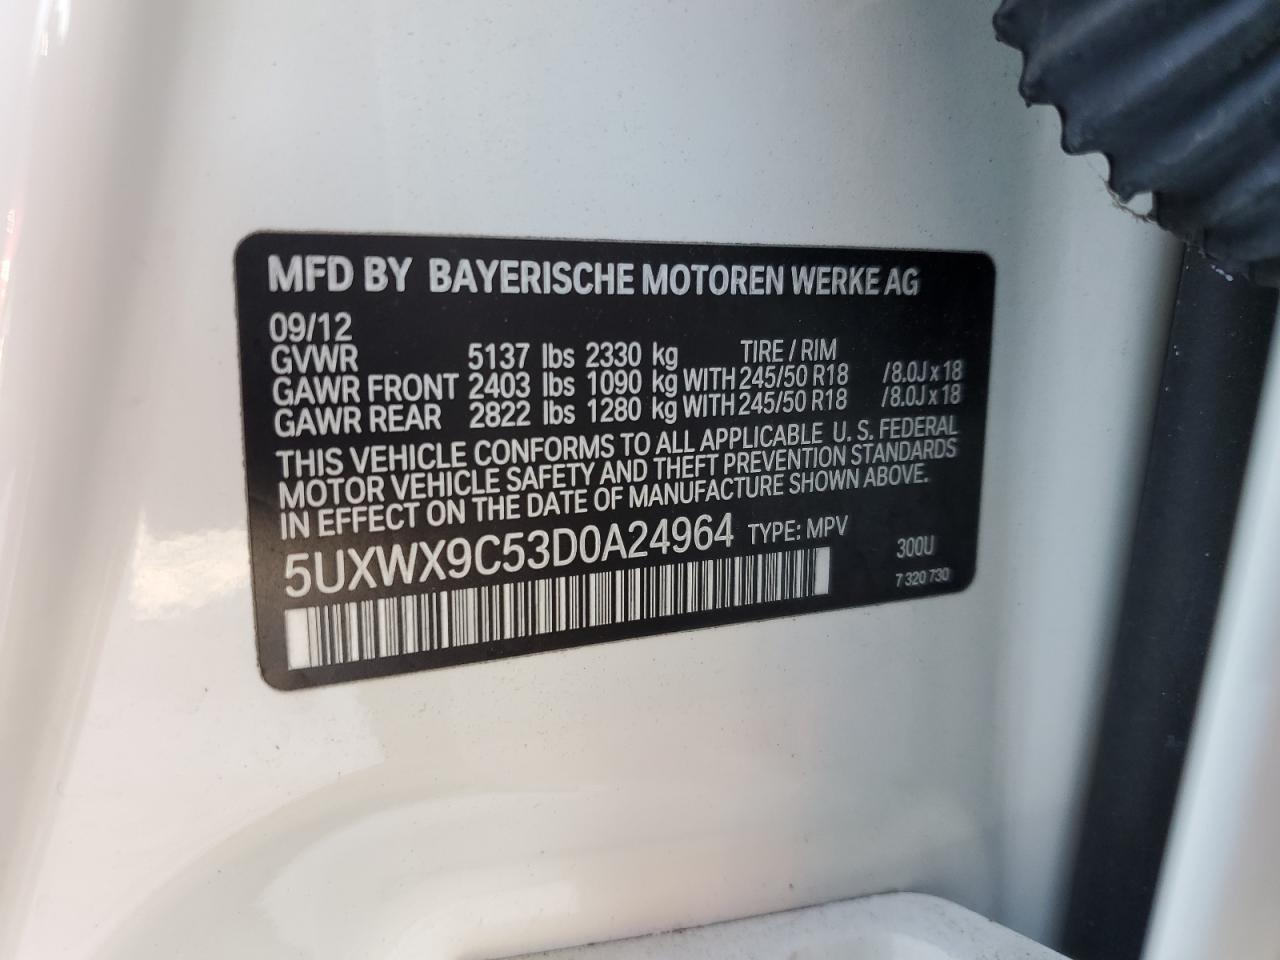 MFD BY BAYERISCHE MOTOREN WERKE AG
09/12
GVWR 5137 lbs 2330 kg TIRE / RIM
GAWR FRONT 2403 lbs 1090 kg WITH 245/50 R18 /8.0J x 18
GAWR REAR 2822 lbs 1280 kg WITH 245/50 R18 /8.0J x 18
THIS VEHICLE CONFORMS TO ALL APPLICABLE U. S. FEDERAL
MOTOR VEHICLE SAFETY AND THEFT PREVENTION STANDARDS
IN EFFECT ON THE DATE OF MANUFACTURE SHOWN ABOVE.
5UXWX9C53D0A24964 TYPE: MPV
300U
7 320 730